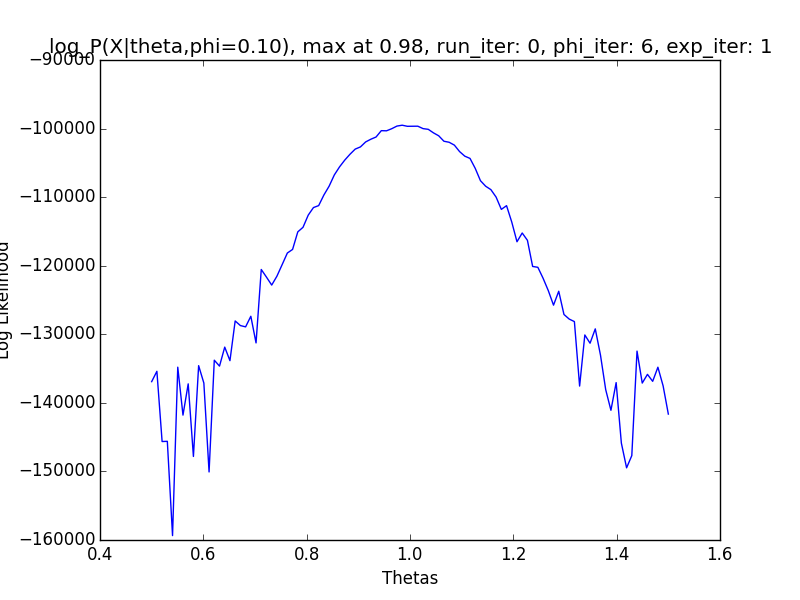 log_P(X|theta,phi=0.10), max at 0.98, run_iter: 0, phi_iter: 6, exp_iter: 1
−90000
−100000
−110000
−120000
−130000
−140000
−150000
−160000
Log Likelihood
0.4 0.6 0.8 1.0 1.2 1.4 1.6
Thetas